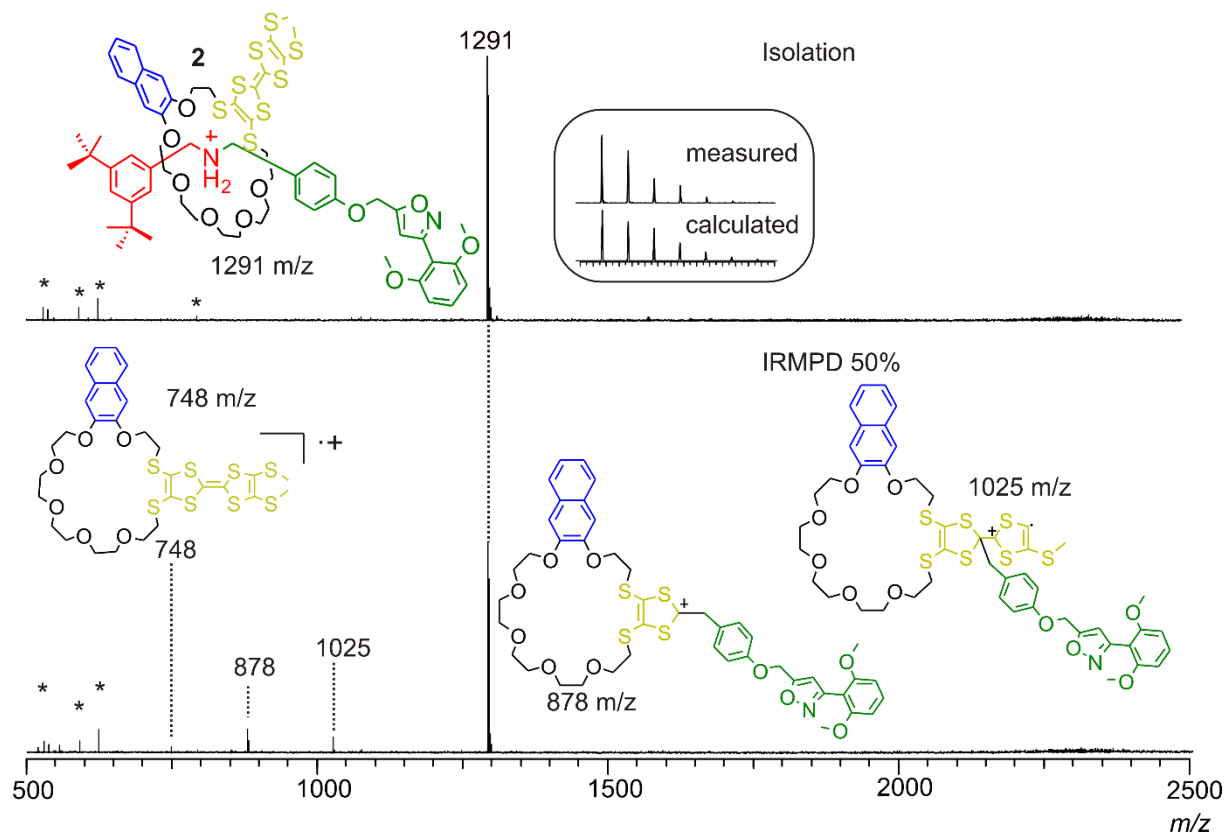 1291
Isolation
2
measured
calculated
1291 m/z
* * * *
IRMPD 50%
748 m/z
·+
1025 m/z
748
878
1025
878 m/z
* * *
500 1000 1500 2000 2500
m/z
S S S S S S S S
O O O O O O
N
H2
+
O O N
O O
O O O O O O
S S S S S S S S
O O O O O O
S S S S
+
O O N
O O
O O O O O O
S S S S S S S
+ ·
O O N
O O